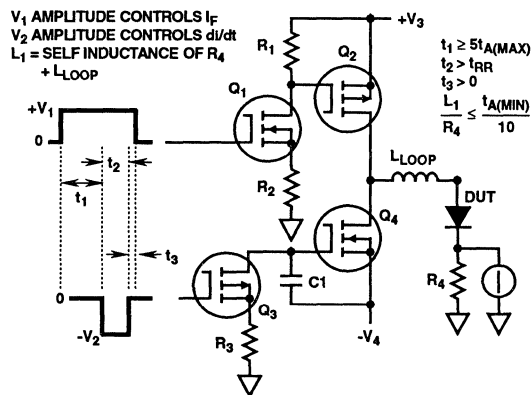 V1 AMPLITUDE CONTROLS IF
V2 AMPLITUDE CONTROLS di/dt
L1 = SELF INDUCTANCE OF R4
+ LLOOP
+V3
R1
Q2
t1 ≥ 5tA(MAX)
t2 > tRR
t3 > 0
L1/R4 ≤ tA(MIN)/10
Q1
+V1
0
t2
t1
t3
R2
LLOOP
DUT
Q4
C1
R4
0
-V2
Q3
R3
-V4